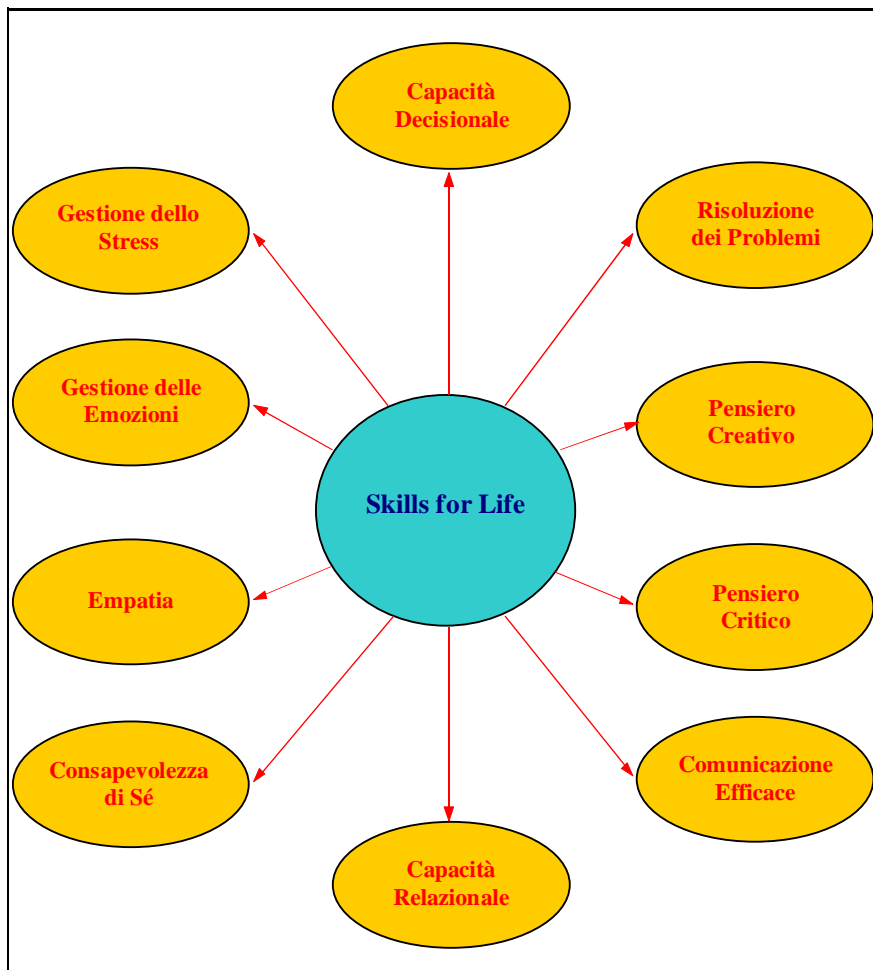 Capacità
Decisionale
Gestione dello
Stress
Risoluzione
dei Problemi
Gestione delle
Emozioni
Pensiero
Creativo
Skills for Life
Empatia
Pensiero
Critico
Consapevolezza
di Sé
Comunicazione
Efficace
Capacità
Relazionale